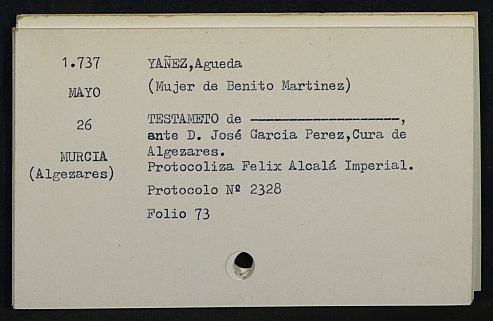 1.737 YAÑEZ,Agueda
MAYO (Mujer de Benito Martinez)
26 TESTAMETO de --------------------,
ante D. José Garcia Perez,Cura de
MURCIA Algezares.
(Algezares) Protocoliza Felix Alcalá Imperial.
Protocolo Nº 2328
Folio 73